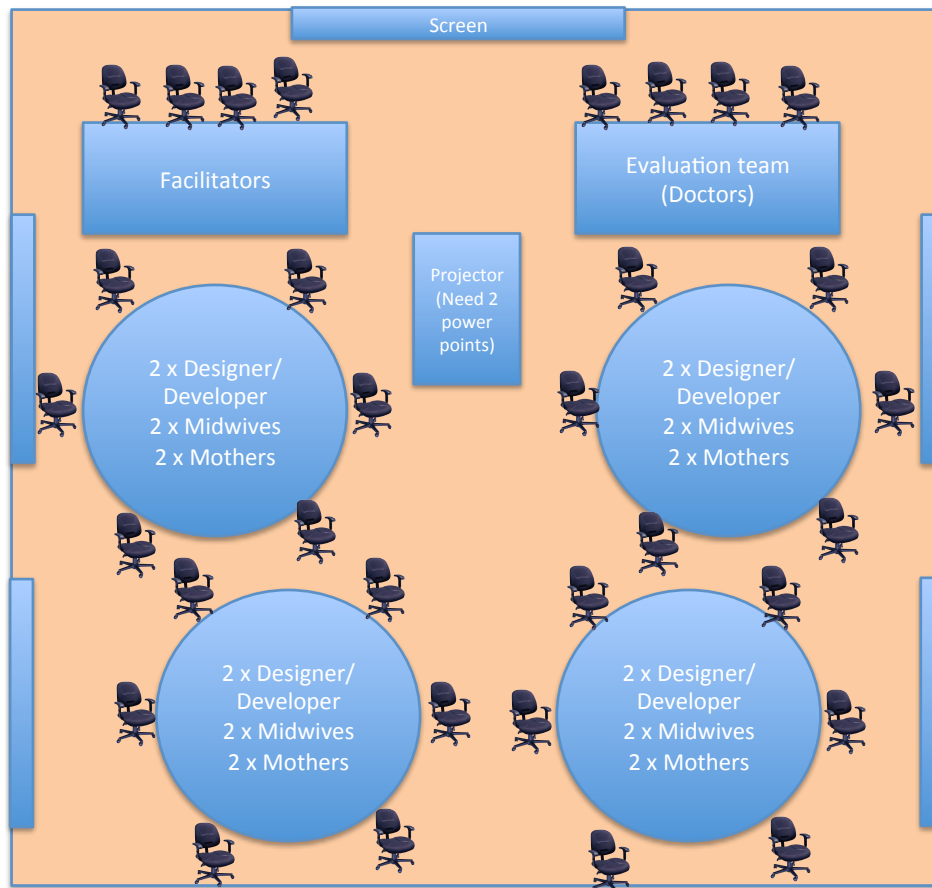 Screen
Facilitators
Evaluation team
(Doctors)
Projector
(Need 2
power
points)
2 x Designer/
Developer
2 x Midwives
2 x Mothers
2 x Designer/
Developer
2 x Midwives
2 x Mothers
2 x Designer/
Developer
2 x Midwives
2 x Mothers
2 x Designer/
Developer
2 x Midwives
2 x Mothers